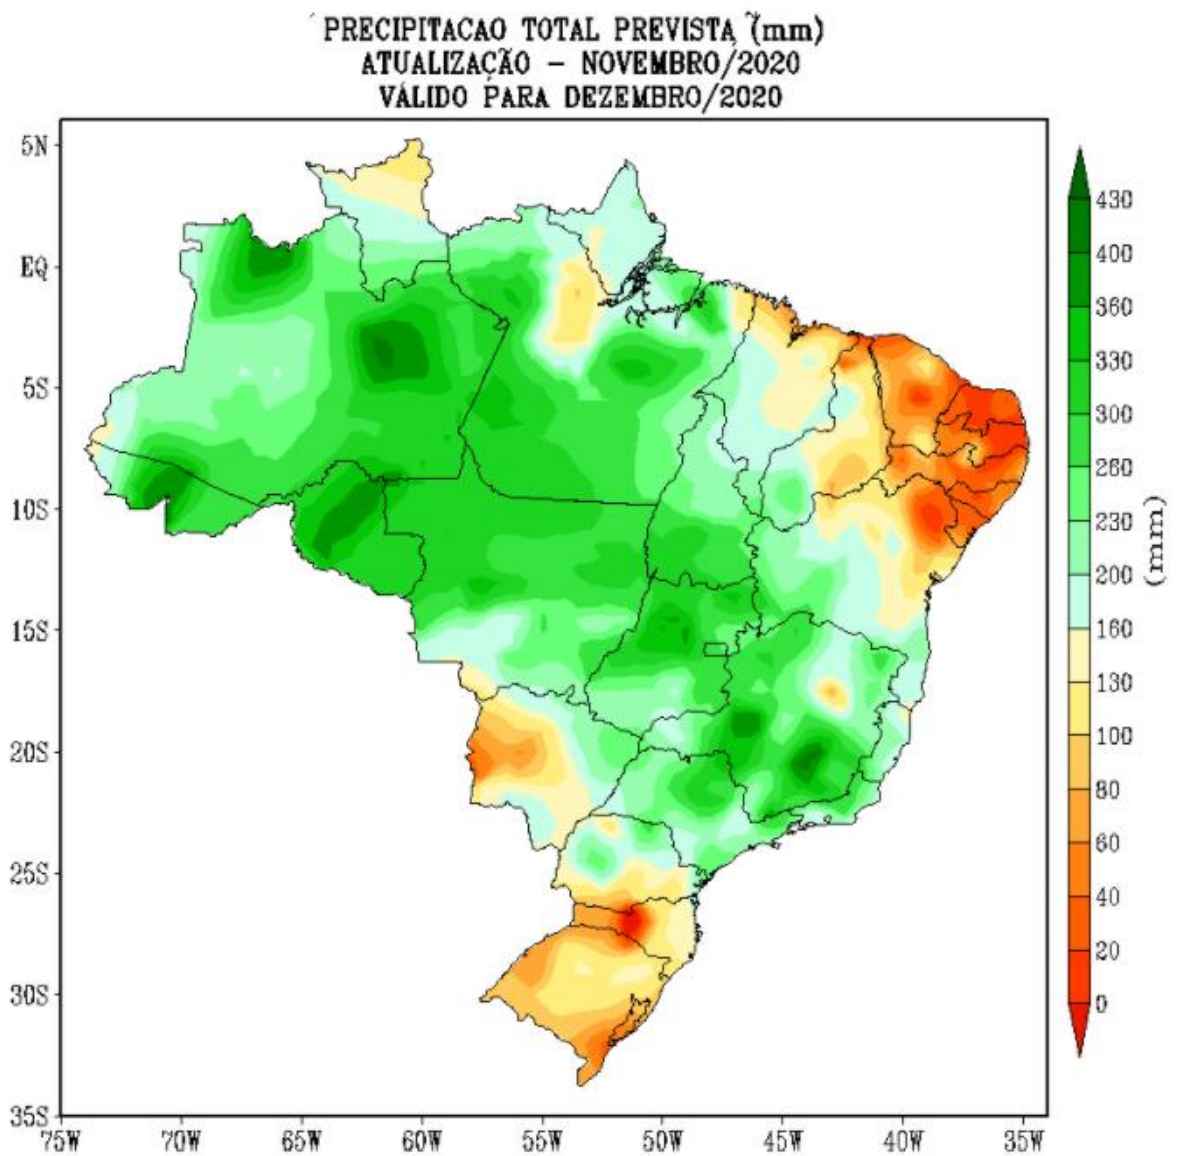 PRECIPITACAO TOTAL PREVISTA (mm)
ATUALIZAÇÃO - NOVEMBRO/2020
VÁLIDO PARA DEZEMBRO/2020
5N
EQ
5S
10S
15S
20S
25S
30S
35S
75W 70W 65W 60W 55W 50W 45W 40W 35W
430
400
360
330
300
260
230
200
160
130
100
80
60
40
20
0
(mm)